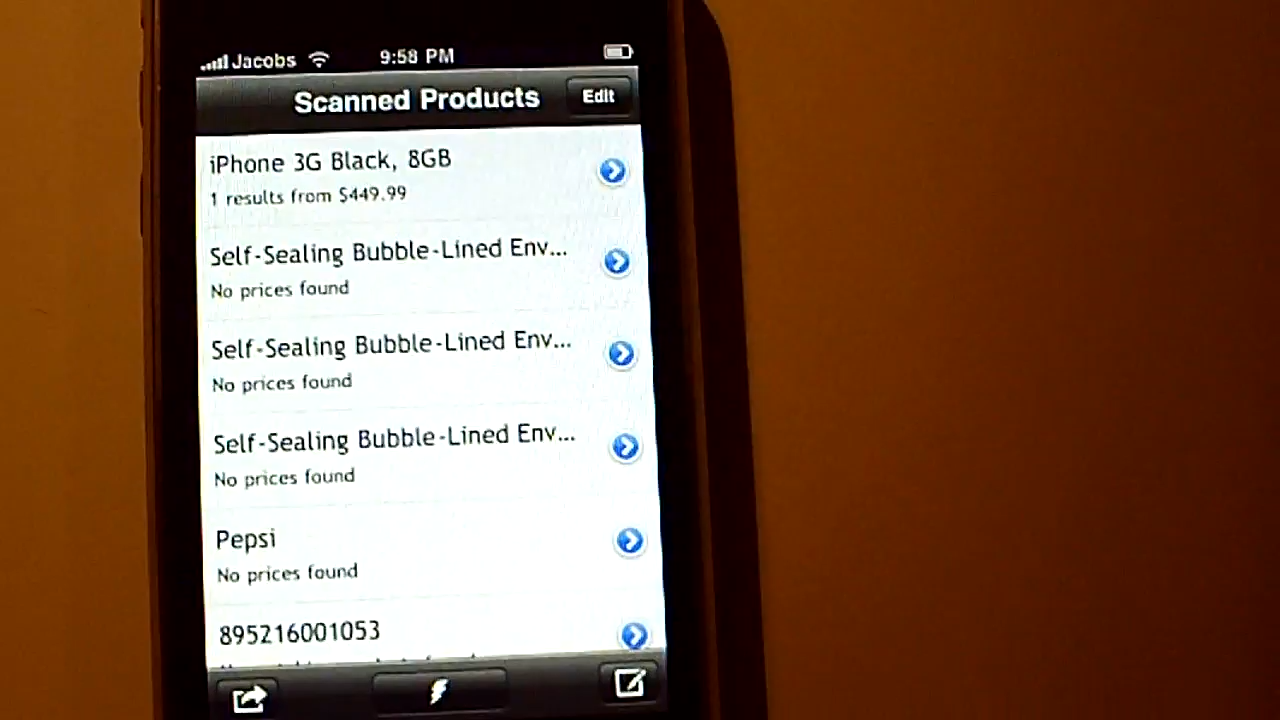 Jacobs 9:58 PM
Scanned Products Edit
iPhone 3G Black, 8GB
1 results from $449.99
Self-Sealing Bubble-Lined Env...
No prices found
Self-Sealing Bubble-Lined Env...
No prices found
Self-Sealing Bubble-Lined Env...
No prices found
Pepsi
No prices found
895216001053